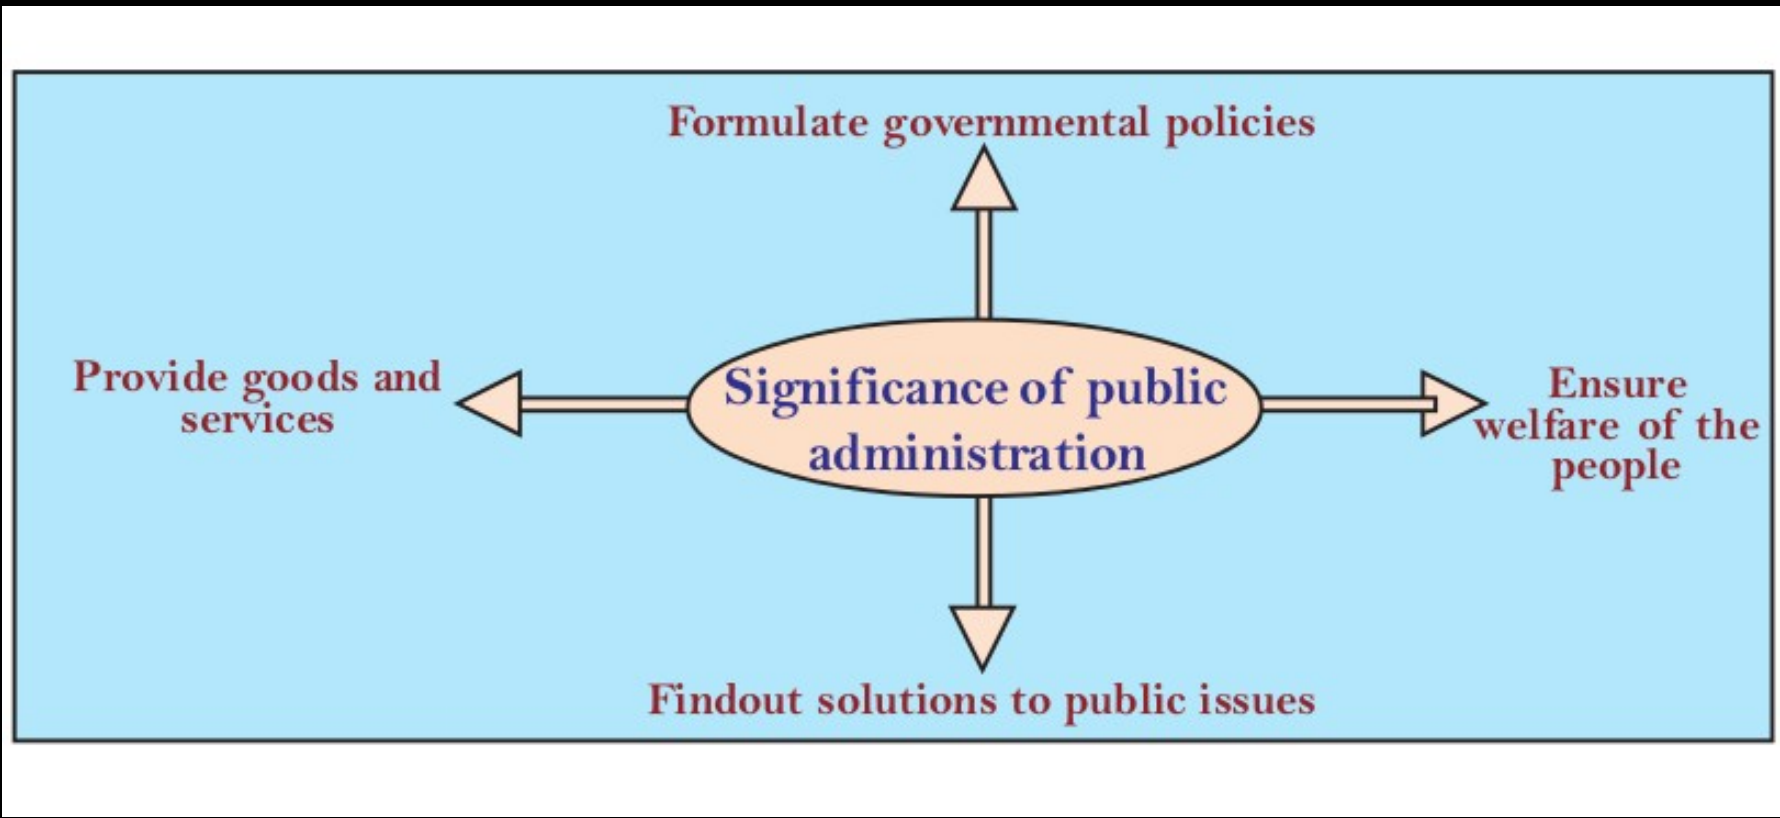 Formulate governmental policies
Provide goods and
services
Significance of public
administration
Ensure
welfare of the
people
Findout solutions to public issues